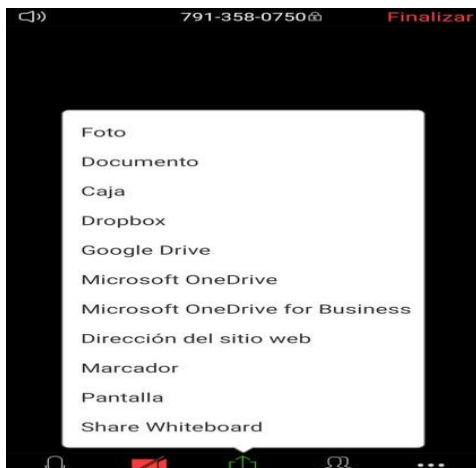 791-358-0750 Finalizar
Foto
Documento
Caja
Dropbox
Google Drive
Microsoft OneDrive
Microsoft OneDrive for Business
Dirección del sitio web
Marcador
Pantalla
Share Whiteboard